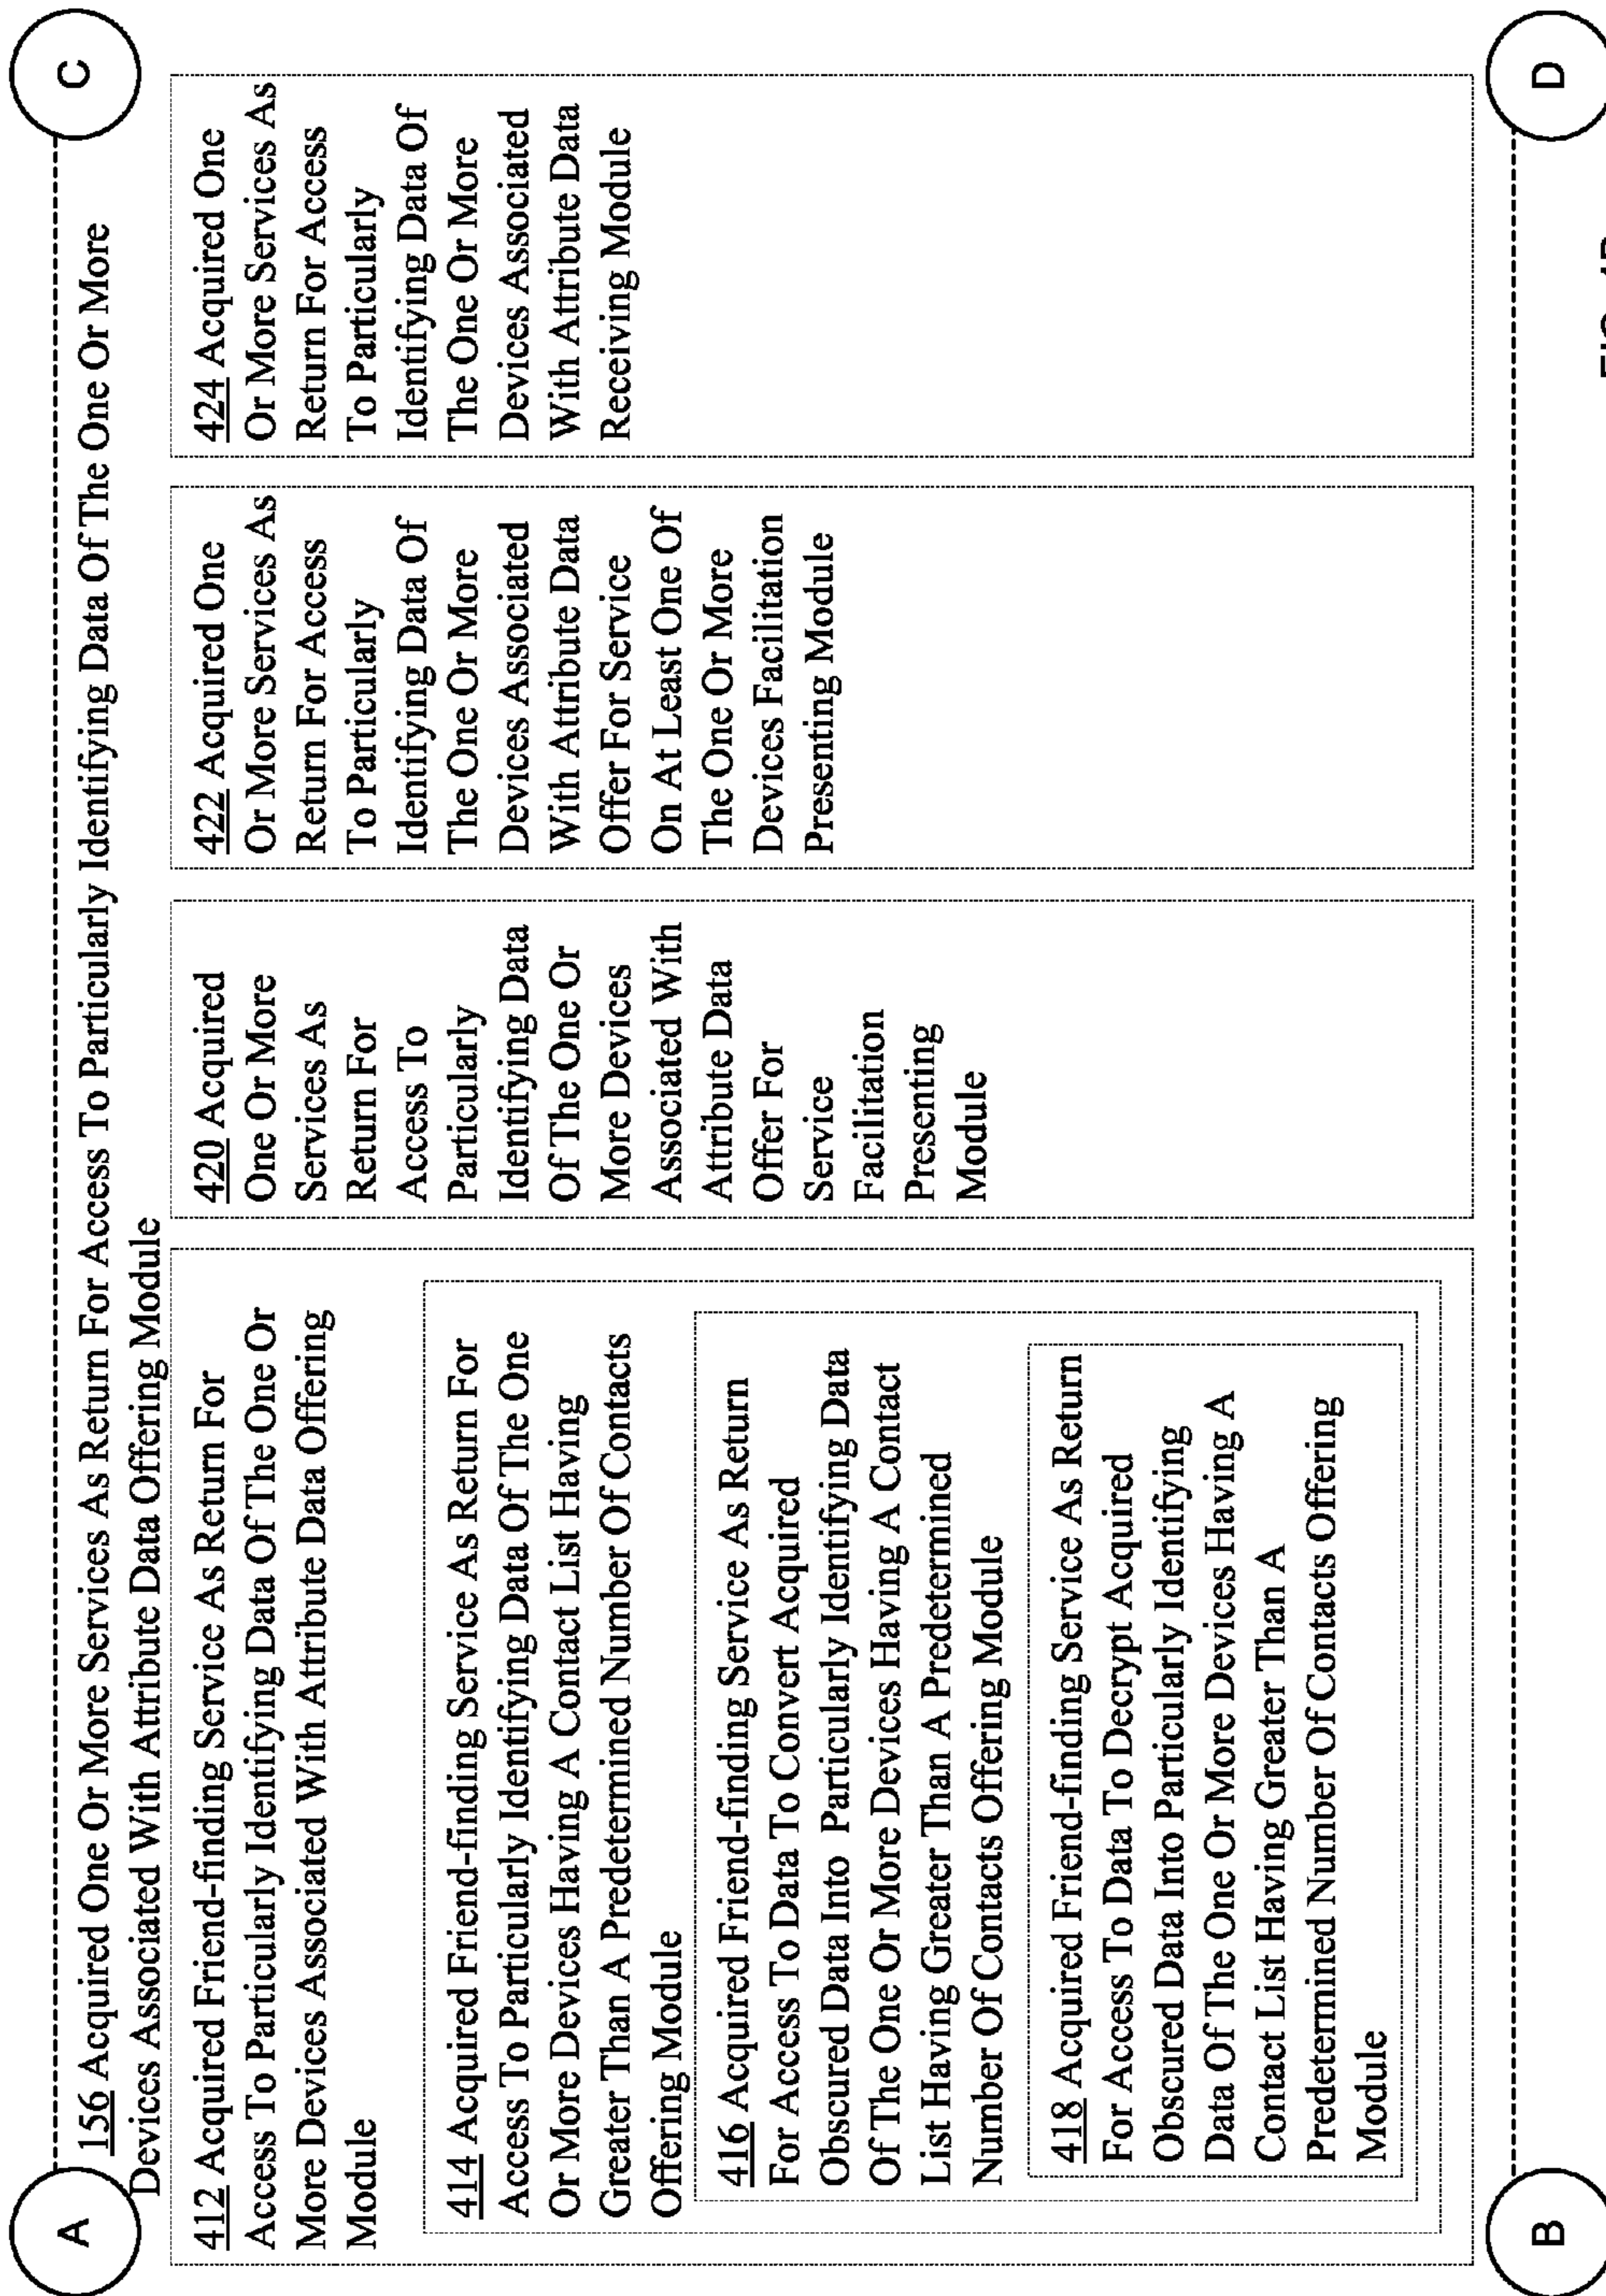 A
C
156 Acquired One Or More Services As Return For Access To Particularly Identifying Data Of The One Or More
Devices Associated With Attribute Data Offering Module
412 Acquired Friend-finding Service As Return For
Access To Particularly Identifying Data Of The One Or
More Devices Associated With Attribute Data Offering
Module
414 Acquired Friend-finding Service As Return For
Access To Particularly Identifying Data Of The One
Or More Devices Having A Contact List Having
Greater Than A Predetermined Number Of Contacts
Offering Module
416 Acquired Friend-finding Service As Return
For Access To Data To Convert Acquired
Obscured Data Into Particularly Identifying Data
Of The One Or More Devices Having A Contact
List Having Greater Than A Predetermined
Number Of Contacts Offering Module
418 Acquired Friend-finding Service As Return
For Access To Data To Decrypt Acquired
Obscured Data Into Particularly Identifying
Data Of The One Or More Devices Having A
Contact List Having Greater Than A
Predetermined Number Of Contacts Offering
Module
420 Acquired
One Or More
Services As
Return For
Access To
Particularly
Identifying Data
Of The One Or
More Devices
Associated With
Attribute Data
Offer For
Service
Facilitation
Presenting
Module
422 Acquired One
Or More Services As
Return For Access
To Particularly
Identifying Data Of
The One Or More
Devices Associated
With Attribute Data
Offer For Service
On At Least One Of
The One Or More
Devices Facilitation
Presenting Module
424 Acquired One
Or More Services As
Return For Access
To Particularly
Identifying Data Of
The One Or More
Devices Associated
With Attribute Data
Receiving Module
B
D
FIG.